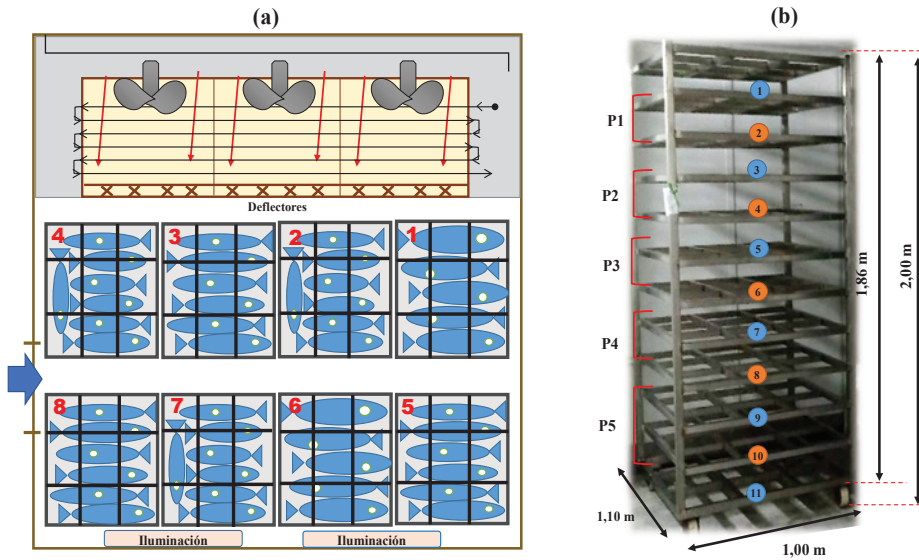 (a)
Deflectores
4
3
2
1
8
7
6
5
Iluminación
Iluminación
(b)
P1
P2
P3
P4
P5
1
2
3
4
5
6
7
8
9
10
11
1,86 m
2,00 m
1,10 m
1,00 m